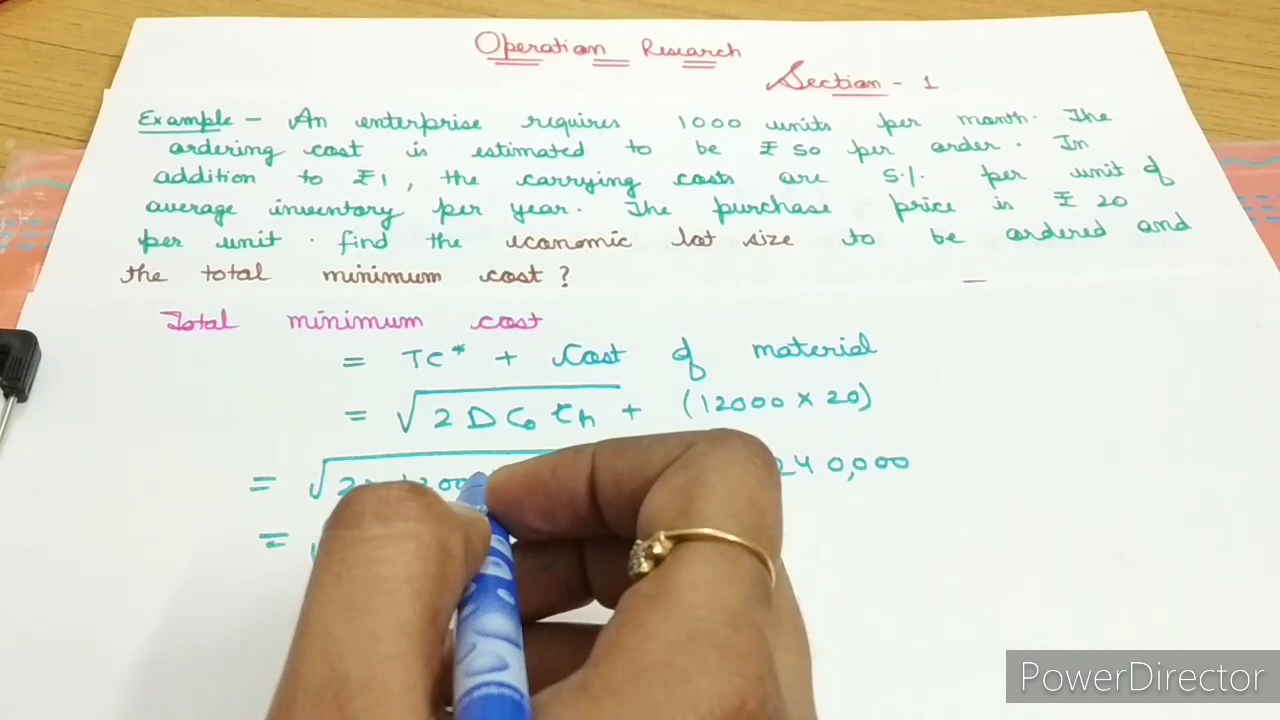 Operation Research
Section - 1
Example - An enterprise requires 1000 units per month. The
ordering cost is estimated to be ₹ 50 per order. In
addition to ₹1, the carrying costs are 5% per unit of
average inventory per year. The purchase price is ₹ 20
per unit. find the economic lot size to be ordered and
the total minimum cost?
Total minimum cost
= TC* + Cost of material
= √2DCoCh + (12000 × 20)
= √ 240,000
= √
PowerDirector